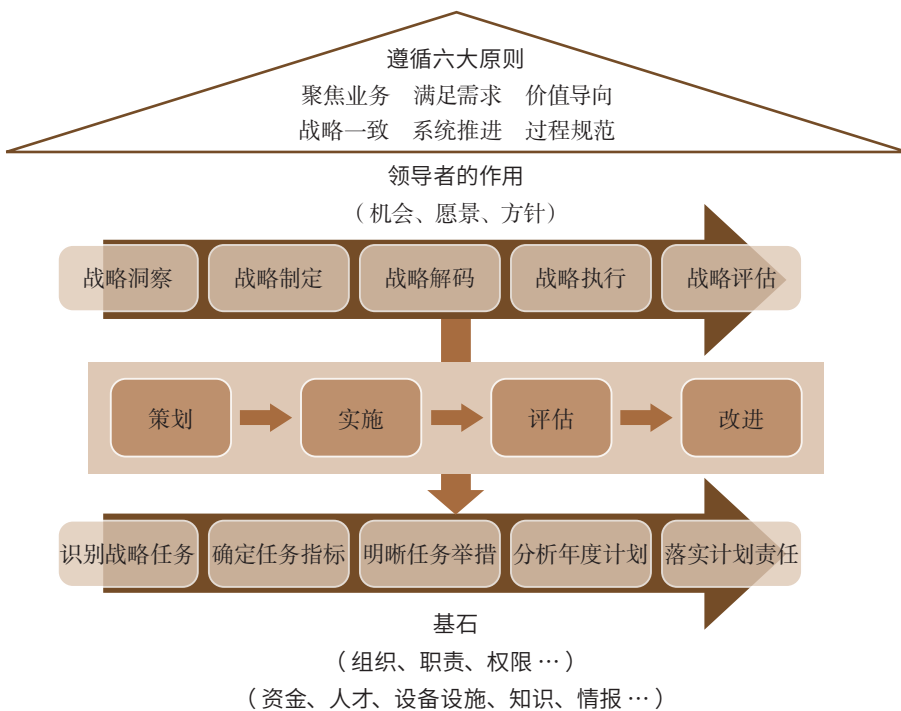 遵循六大原则
聚焦业务 满足需求 价值导向
战略一致 系统推进 过程规范
领导者的作用
（机会、愿景、方针）
战略洞察 战略制定 战略解码 战略执行 战略评估
策划 实施 评估 改进
识别战略任务 确定任务指标 明晰任务举措 分析年度计划 落实计划责任
基石
（组织、职责、权限…）
（资金、人才、设备设施、知识、情报…）